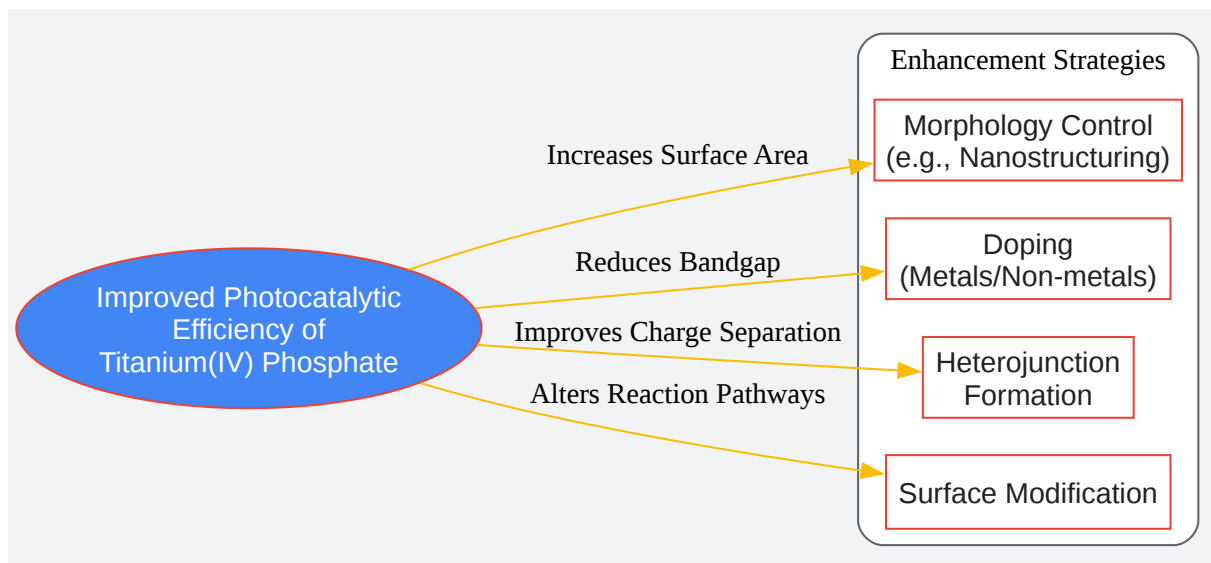 Enhancement Strategies
Morphology Control
(e.g., Nanostructuring)
Increases Surface Area
Doping
(Metals/Non-metals)
Reduces Bandgap
Improved Photocatalytic
Efficiency of
Titanium(IV) Phosphate
Improves Charge Separation
Heterojunction
Formation
Alters Reaction Pathways
Surface Modification